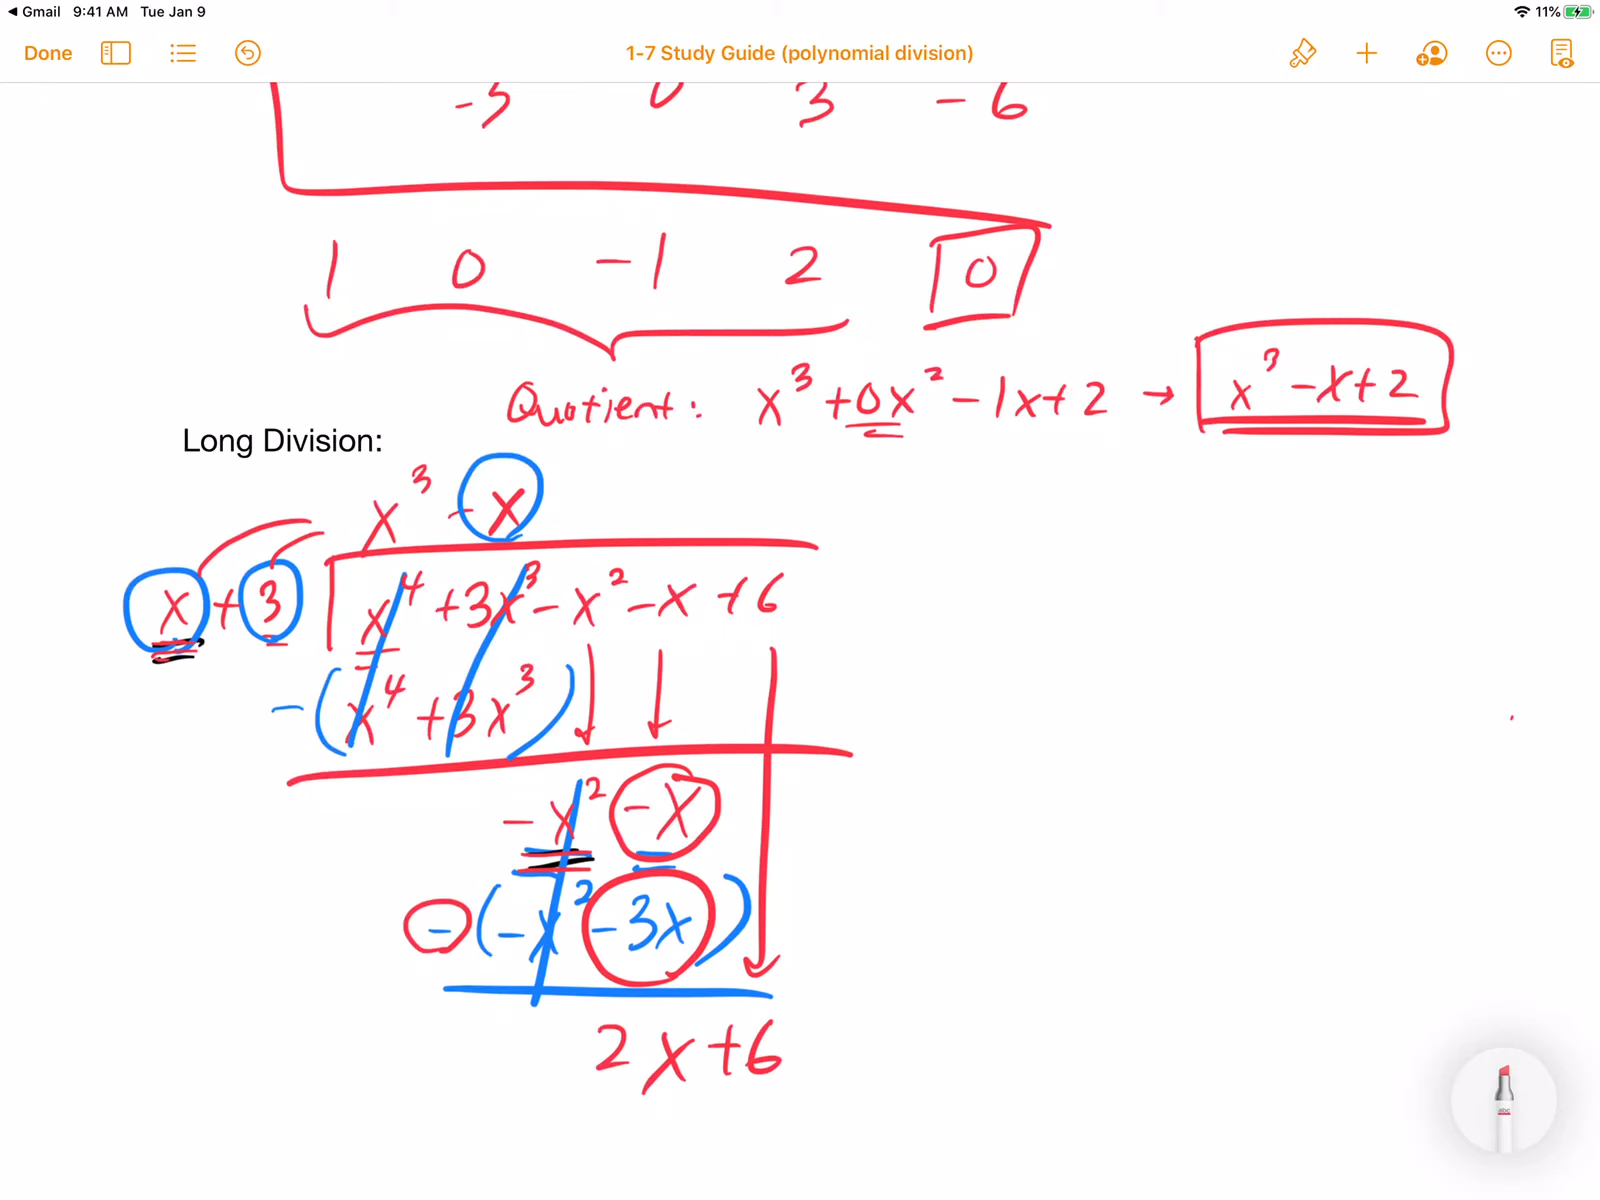 ◀ Gmail 9:41 AM Tue Jan 9 11%
Done 1-7 Study Guide (polynomial division)
-3 0 3 -6
1 0 -1 2 0
Quotient: x³ +0x² -1x+2 → x³ -x+2
Long Division:
x³ - x
x + 3 x⁴ +3x³ -x² -x +6
-(x⁴ +3x³)
-x² -x
-(-x² -3x)
2x+6
abc